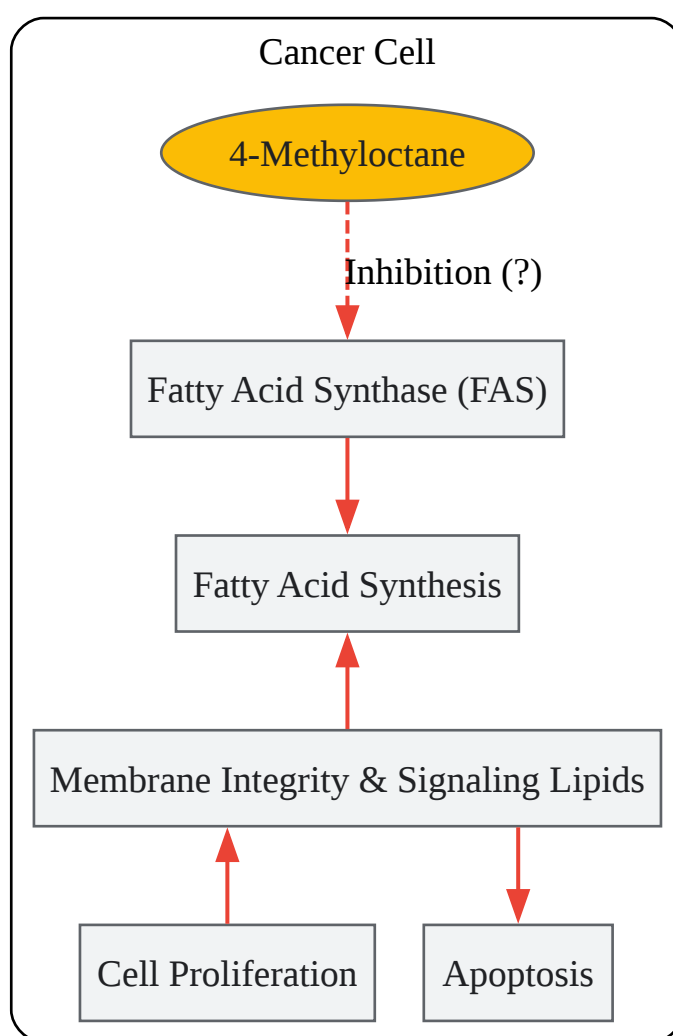 Cancer Cell
4-Methyloctane
Inhibition (?)
Fatty Acid Synthase (FAS)
Fatty Acid Synthesis
Membrane Integrity & Signaling Lipids
Cell Proliferation
Apoptosis